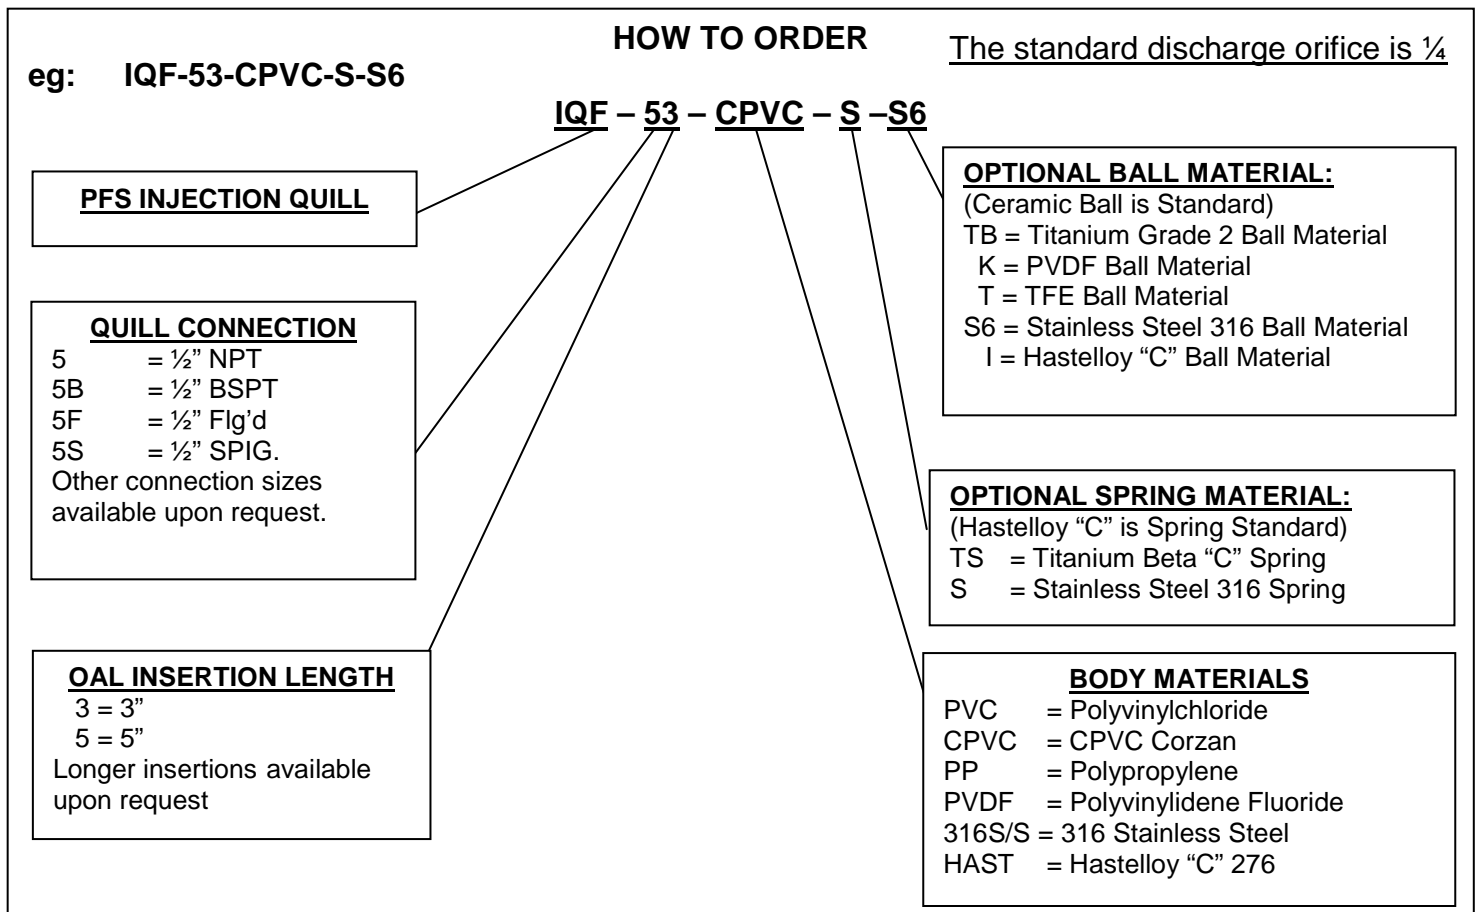 HOW TO ORDER
The standard discharge orifice is ¼
eg: IQF-53-CPVC-S-S6
IQF – 53 – CPVC – S –S6
PFS INJECTION QUILL
QUILL CONNECTION
5 = ½” NPT
5B = ½” BSPT
5F = ½” Flg’d
5S = ½” SPIG.
Other connection sizes
available upon request.
OAL INSERTION LENGTH
3 = 3”
5 = 5”
Longer insertions available
upon request
OPTIONAL BALL MATERIAL:
(Ceramic Ball is Standard)
TB = Titanium Grade 2 Ball Material
K = PVDF Ball Material
T = TFE Ball Material
S6 = Stainless Steel 316 Ball Material
I = Hastelloy “C” Ball Material
OPTIONAL SPRING MATERIAL:
(Hastelloy “C” is Spring Standard)
TS = Titanium Beta “C” Spring
S = Stainless Steel 316 Spring
BODY MATERIALS
PVC = Polyvinylchloride
CPVC = CPVC Corzan
PP = Polypropylene
PVDF = Polyvinylidene Fluoride
316S/S = 316 Stainless Steel
HAST = Hastelloy “C” 276